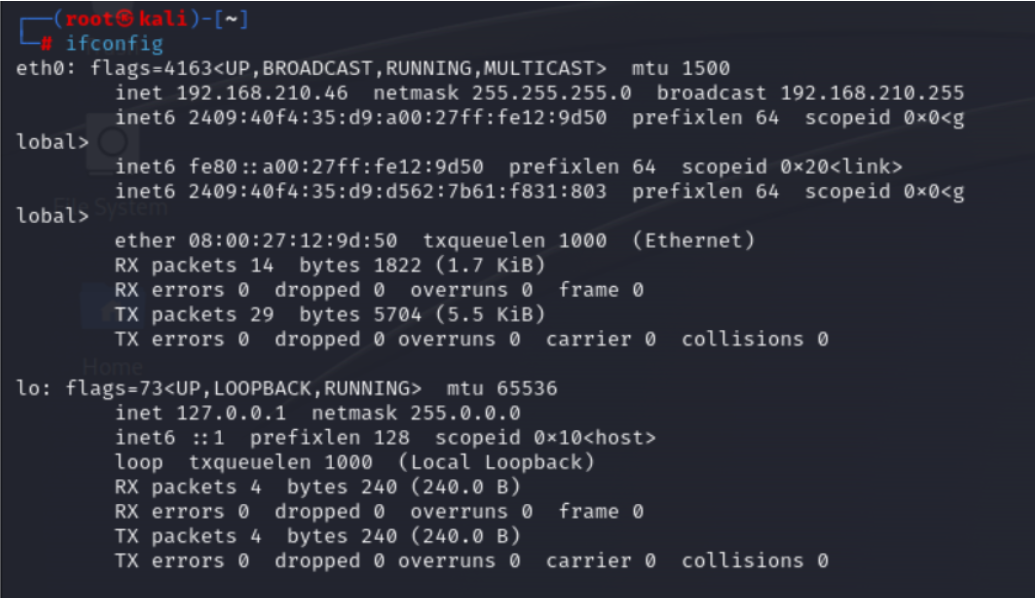 (root㉿kali)-[~]
# ifconfig
eth0: flags=4163<UP,BROADCAST,RUNNING,MULTICAST>  mtu 1500
inet 192.168.210.46  netmask 255.255.255.0  broadcast 192.168.210.255
inet6 2409:40f4:35:d9:a00:27ff:fe12:9d50  prefixlen 64  scopeid 0×0<g
lobal>
inet6 fe80::a00:27ff:fe12:9d50  prefixlen 64  scopeid 0×20<link>
inet6 2409:40f4:35:d9:d562:7b61:f831:803  prefixlen 64  scopeid 0×0<g
lobal>
File System
ether 08:00:27:12:9d:50  txqueuelen 1000  (Ethernet)
RX packets 14  bytes 1822 (1.7 KiB)
RX errors 0  dropped 0  overruns 0  frame 0
TX packets 29  bytes 5704 (5.5 KiB)
TX errors 0  dropped 0 overruns 0  carrier 0  collisions 0
Home
lo: flags=73<UP,LOOPBACK,RUNNING>  mtu 65536
inet 127.0.0.1  netmask 255.0.0.0
inet6 ::1  prefixlen 128  scopeid 0×10<host>
loop  txqueuelen 1000  (Local Loopback)
RX packets 4  bytes 240 (240.0 B)
RX errors 0  dropped 0  overruns 0  frame 0
TX packets 4  bytes 240 (240.0 B)
TX errors 0  dropped 0 overruns 0  carrier 0  collisions 0